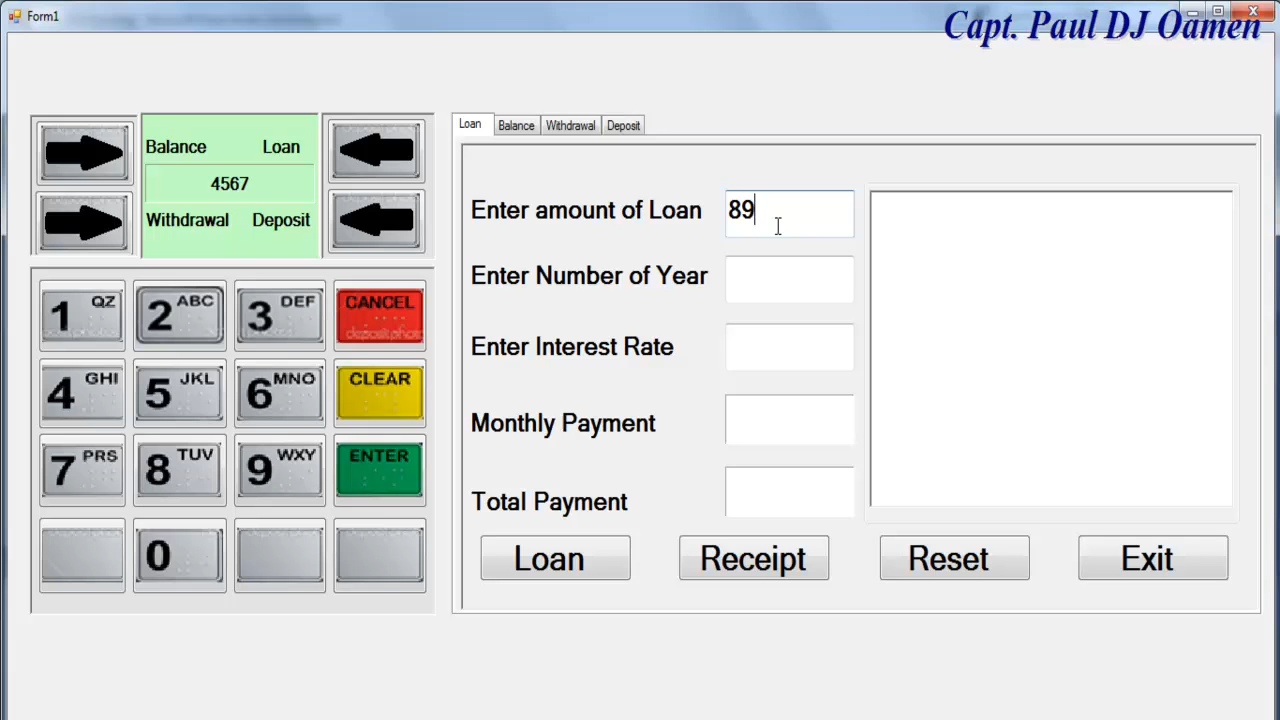 Form1
Capt. Paul DJ Oamen
Balance Loan
4567
Withdrawal Deposit
1 QZ 2 ABC 3 DEF CANCEL
4 GHI 5 JKL 6 MNO CLEAR
7 PRS 8 TUV 9 WXY ENTER
0
Loan Balance Withdrawal Deposit
Enter amount of Loan 89
Enter Number of Year
Enter Interest Rate
Monthly Payment
Total Payment
Loan Receipt Reset Exit